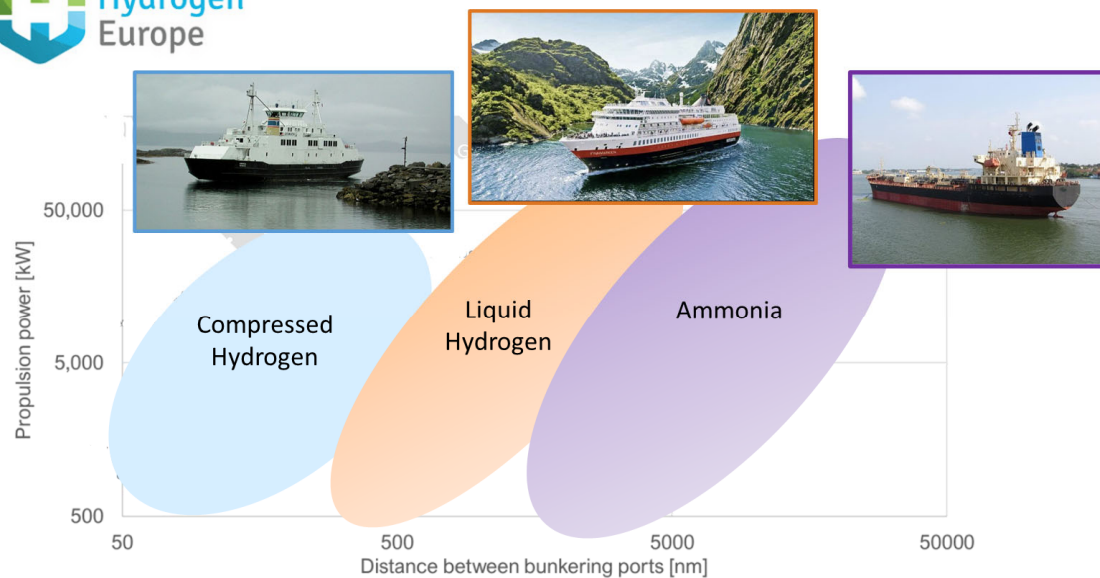 Hydrogen
Europe
50,000
5,000
500
Propulsion power [kW]
Compressed
Hydrogen
Liquid
Hydrogen
Ammonia
50
500
5000
50000
Distance between bunkering ports [nm]